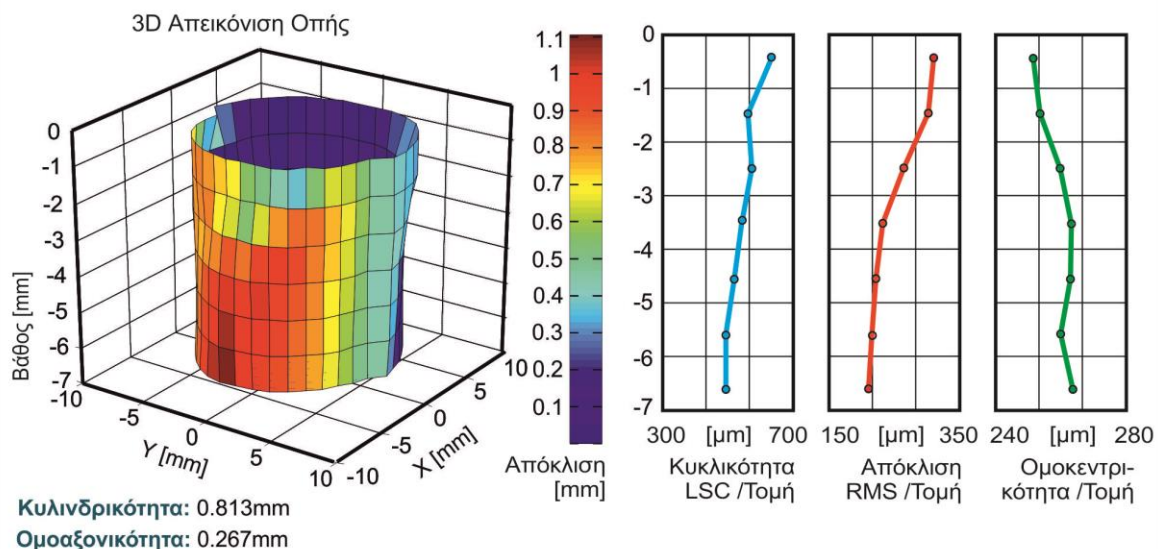 3D Απεικόνιση Οπής
0
-1
-2
-3
-4
-5
-6
-7
Βάθος [mm]
-10
-5
0
5
10
Y [mm]
-10
-5
0
5
10
X [mm]
1.1
1
0.9
0.8
0.7
0.6
0.5
0.4
0.3
0.2
0.1
Απόκλιση
[mm]
0
-1
-2
-3
-4
-5
-6
-7
300 [μm] 700
Κυκλικότητα
LSC /Τομή
150 [μm] 350
Απόκλιση
RMS /Τομή
240 [μm] 280
Ομοκεντρι-
κότητα /Τομή
Κυλινδρικότητα: 0.813mm
Ομοαξονικότητα: 0.267mm